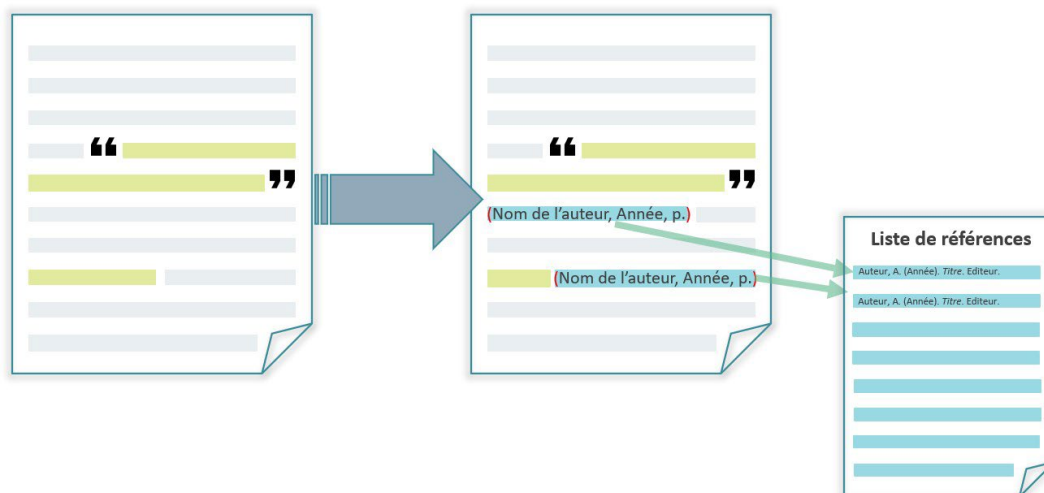 “
”
(Nom de l’auteur, Année, p.)
(Nom de l’auteur, Année, p.)
Liste de références
Auteur, A. (Année). Titre. Editeur.
Auteur, A. (Année). Titre. Editeur.